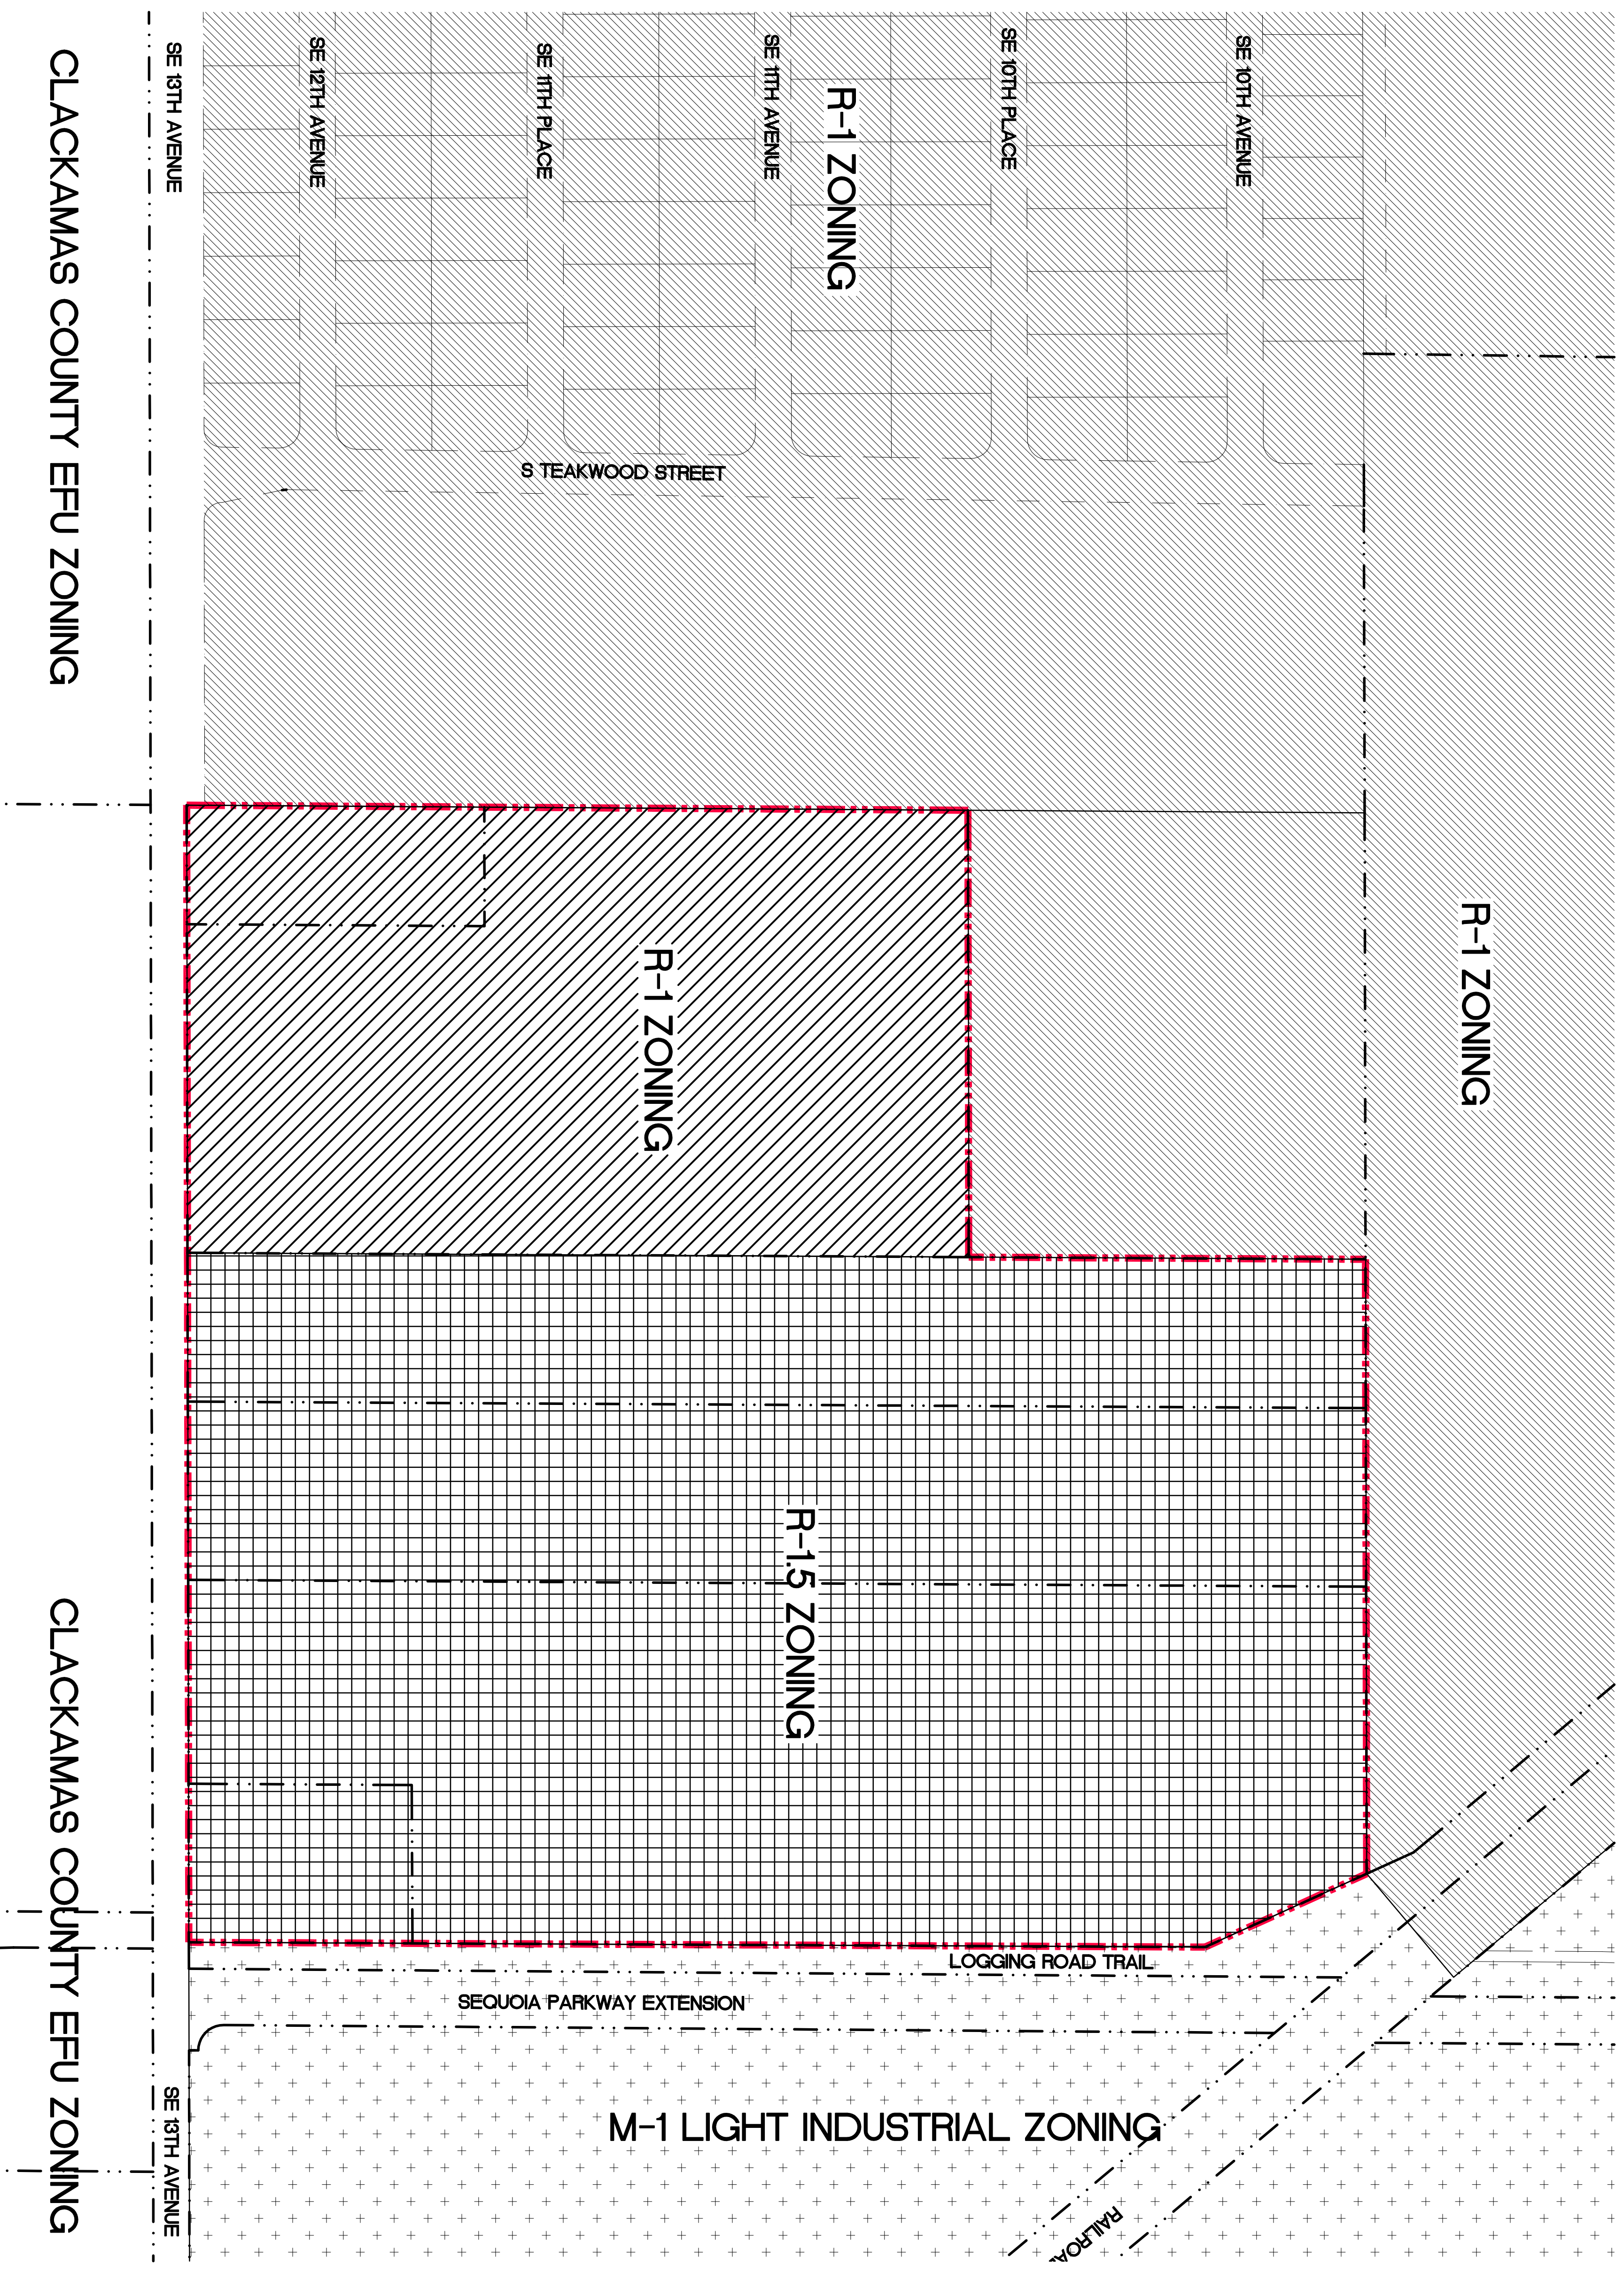 SE 13TH AVENUE
SE 12TH AVENUE
SE 11TH PLACE
SE 11TH AVENUE
SE 10TH PLACE
SE 10TH AVENUE
R-1 ZONING
CLACKAMAS COUNTY EFU ZONING
S TEAKWOOD STREET
R-1 ZONING
R-1 ZONING
R-1.5 ZONING
CLACKAMAS COUNTY EFU ZONING
LOGGING ROAD TRAIL
SEQUOIA PARKWAY EXTENSION
SE 13TH AVENUE
M-1 LIGHT INDUSTRIAL ZONING
RAILROA